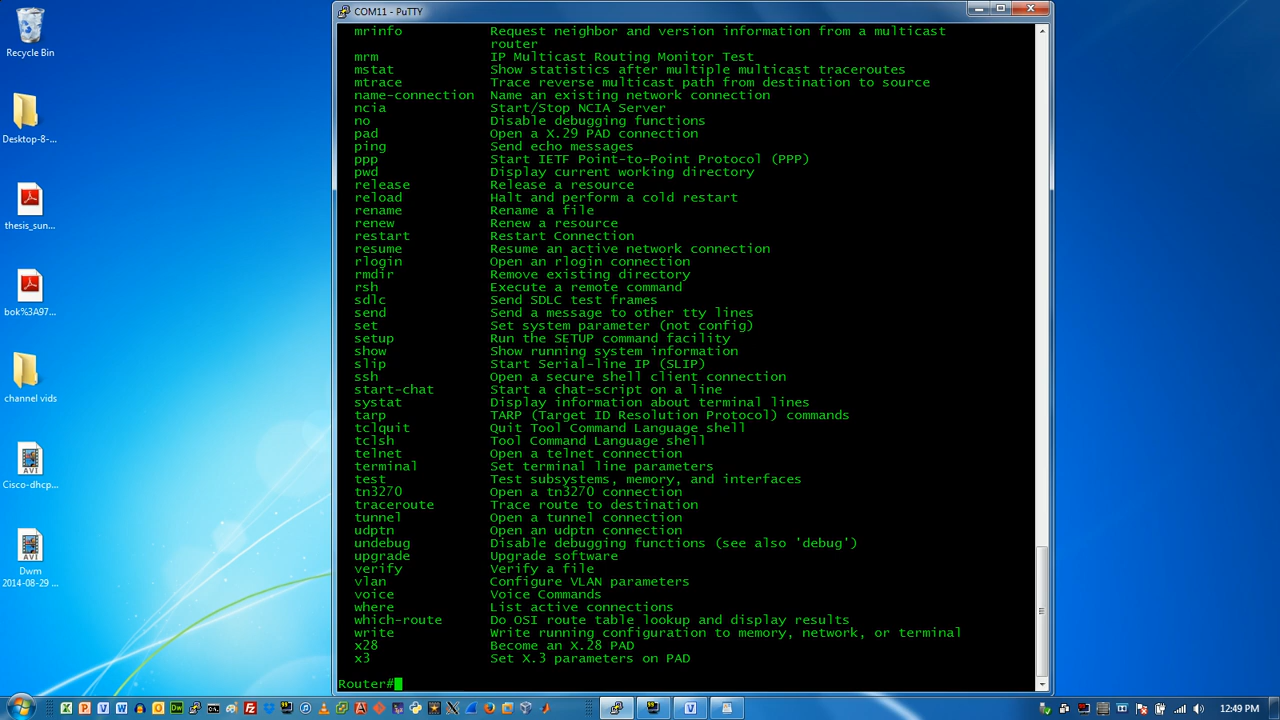 COM11 - PuTTY
Recycle Bin
Desktop-8-...
thesis_sun...
bok%3A97...
channel vids
Cisco-dhcp...
Dwm
2014-08-29 ...
mrinfo Request neighbor and version information from a multicast
router
mrm IP Multicast Routing Monitor Test
mstat Show statistics after multiple multicast traceroutes
mtrace Trace reverse multicast path from destination to source
name-connection Name an existing network connection
ncia Start/Stop NCIA Server
no Disable debugging functions
pad Open a X.29 PAD connection
ping Send echo messages
ppp Start IETF Point-to-Point Protocol (PPP)
pwd Display current working directory
release Release a resource
reload Halt and perform a cold restart
rename Rename a file
renew Renew a resource
restart Restart Connection
resume Resume an active network connection
rlogin Open an rlogin connection
rmdir Remove existing directory
rsh Execute a remote command
sdlc Send SDLC test frames
send Send a message to other tty lines
set Set system parameter (not config)
setup Run the SETUP command facility
show Show running system information
slip Start Serial-line IP (SLIP)
ssh Open a secure shell client connection
start-chat Start a chat-script on a line
systat Display information about terminal lines
tarp TARP (Target ID Resolution Protocol) commands
tclquit Quit Tool Command Language shell
tclsh Tool Command Language shell
telnet Open a telnet connection
terminal Set terminal line parameters
test Test subsystems, memory, and interfaces
tn3270 Open a tn3270 connection
traceroute Trace route to destination
tunnel Open a tunnel connection
udptn Open an udptn connection
undebug Disable debugging functions (see also 'debug')
upgrade Upgrade software
verify Verify a file
vlan Configure VLAN parameters
voice Voice Commands
where List active connections
which-route Do OSI route table lookup and display results
write Write running configuration to memory, network, or terminal
x28 Become an X.28 PAD
x3 Set X.3 parameters on PAD
Router#
12:49 PM